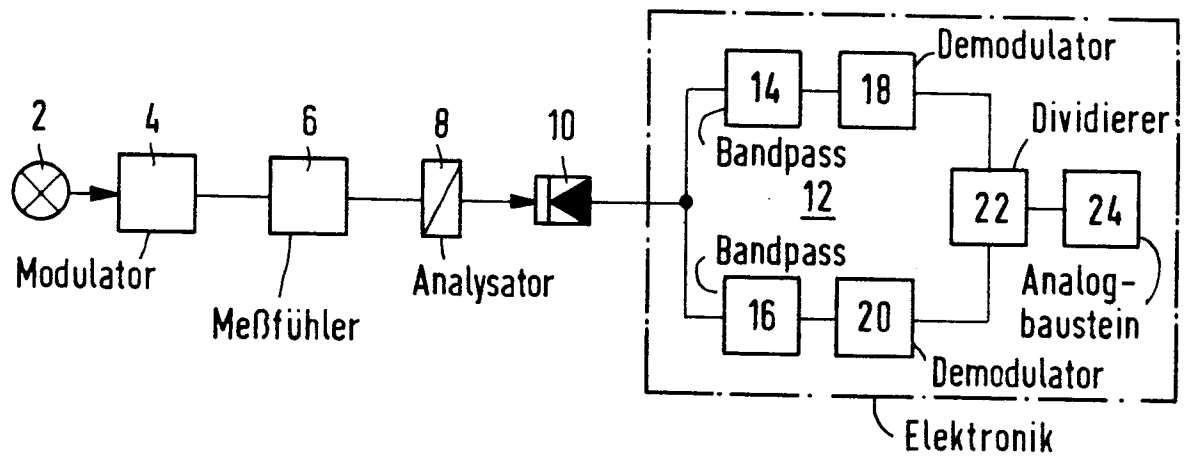 2
4
6
8
10
Modulator
Meßfühler
Analysator
14
18
Demodulator
Bandpass
12
Dividierer
22
24
Bandpass
16
20
Analog-
baustein
Demodulator
Elektronik